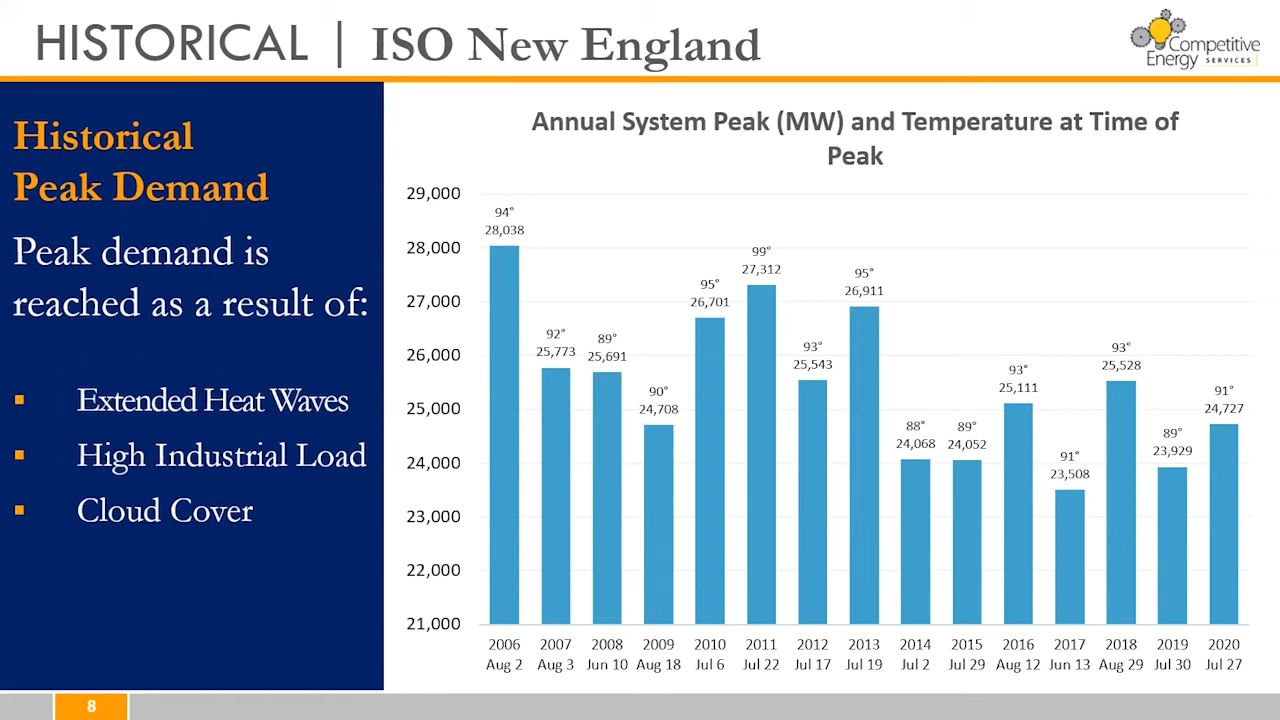 HISTORICAL | ISO New England
Competitive
Energy SERVICES
Historical
Peak Demand
Peak demand is
reached as a result of:
▪ Extended Heat Waves
▪ High Industrial Load
▪ Cloud Cover
Annual System Peak (MW) and Temperature at Time of
Peak
29,000
28,000
27,000
26,000
25,000
24,000
23,000
22,000
21,000
94°
28,038
92°
25,773
89°
25,691
90°
24,708
95°
26,701
99°
27,312
93°
25,543
95°
26,911
88°
24,068
89°
24,052
93°
25,111
91°
23,508
93°
25,528
89°
23,929
91°
24,727
2006 2007 2008 2009 2010 2011 2012 2013 2014 2015 2016 2017 2018 2019 2020
Aug 2 Aug 3 Jun 10 Aug 18 Jul 6 Jul 22 Jul 17 Jul 19 Jul 2 Jul 29 Aug 12 Jun 13 Aug 29 Jul 30 Jul 27
8